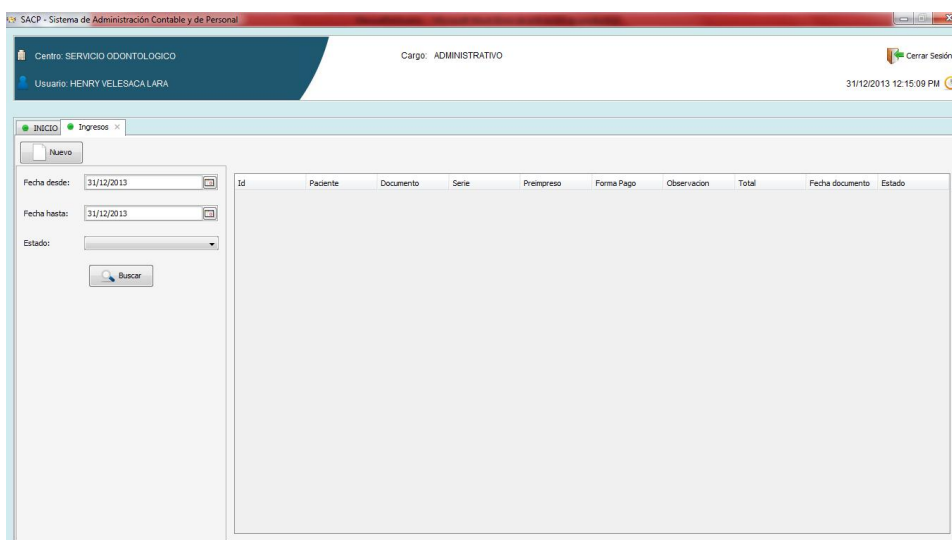 SACP - Sistema de Administración Contable y de Personal
Centro: SERVICIO ODONTOLOGICO
Cargo: ADMINISTRATIVO
Cerrar Sesión
Usuario: HENRY VELESACA LARA
31/12/2013 12:15:09 PM
INICIO Ingresos
Nuevo
Fecha desde: 31/12/2013
Id Paciente Documento Serie Preimpreso Forma Pago Observacion Total Fecha documento Estado
Fecha hasta: 31/12/2013
Estado:
Buscar